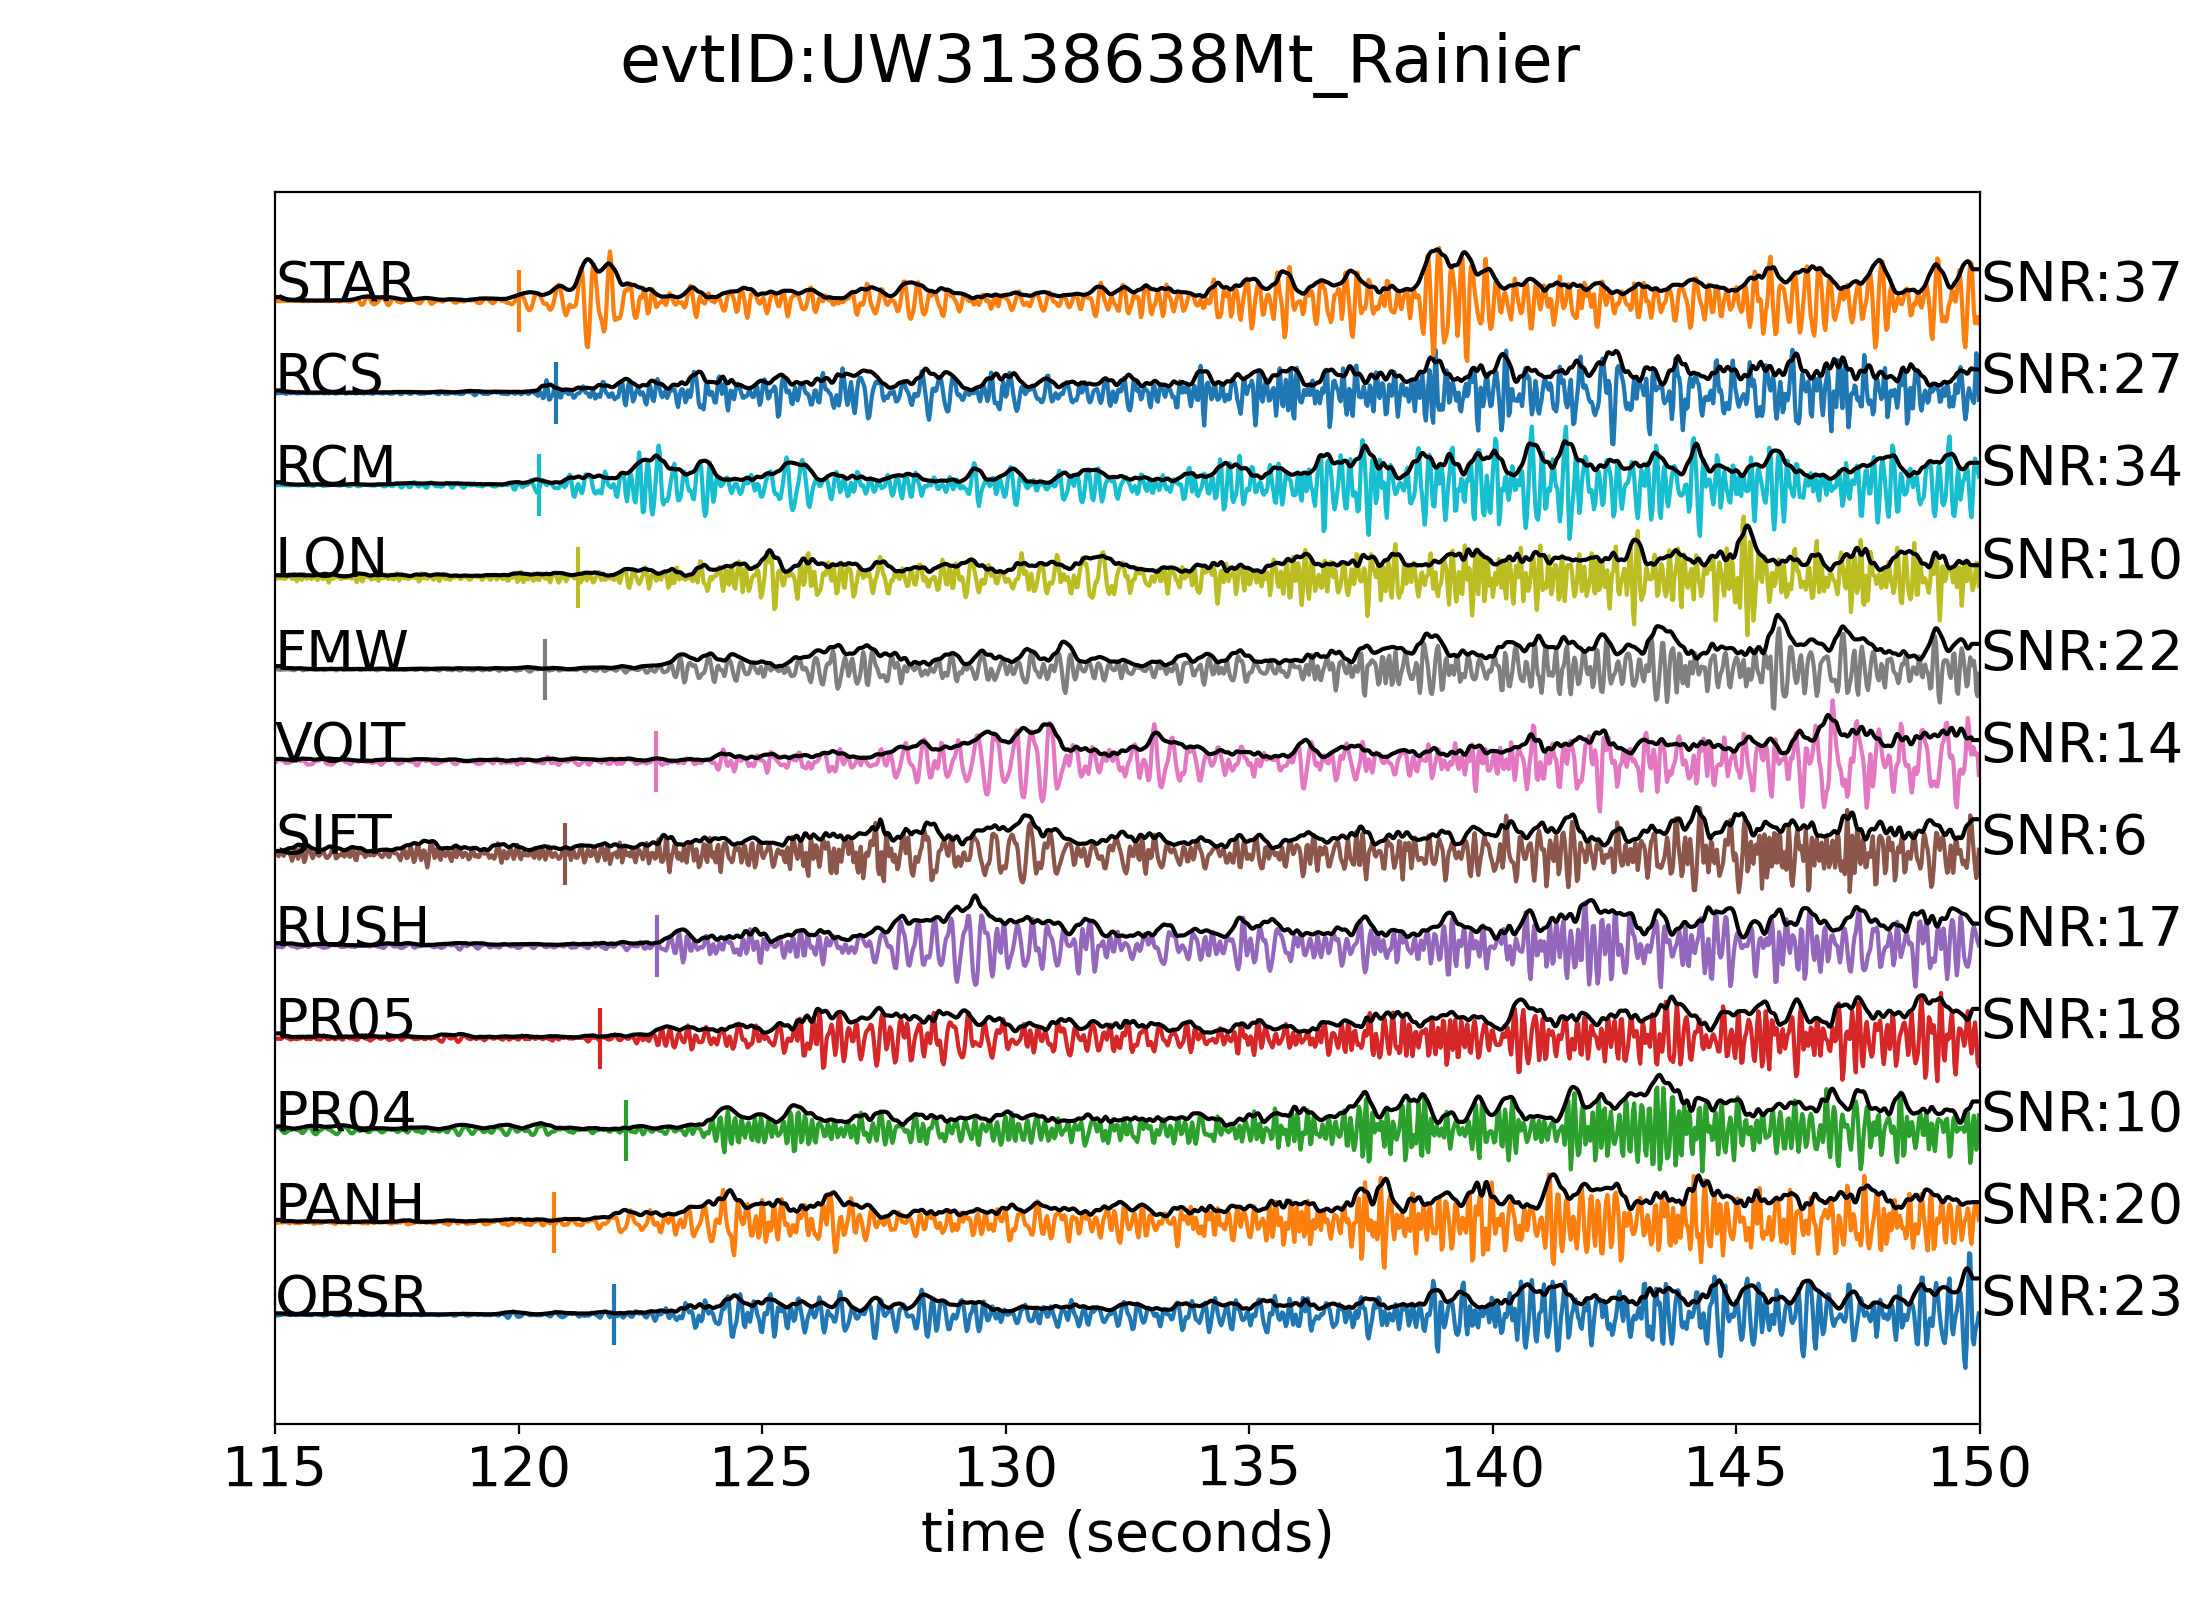 evtID:UW3138638Mt_Rainier
STAR SNR:37
RCS SNR:27
RCM SNR:34
LON SNR:10
FMW SNR:22
VOIT SNR:14
SIFT SNR:6
RUSH SNR:17
PR05 SNR:18
PR04 SNR:10
PANH SNR:20
OBSR SNR:23
115 120 125 130 135 140 145 150
time (seconds)